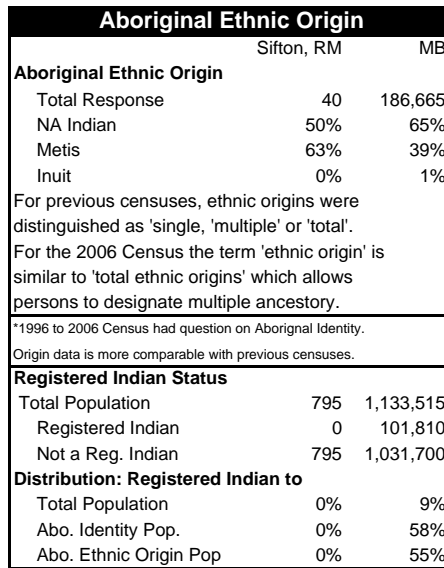 Aboriginal Ethnic Origin
Sifton, RM MB
Aboriginal Ethnic Origin
Total Response 40 186,665
NA Indian 50% 65%
Metis 63% 39%
Inuit 0% 1%
For previous censuses, ethnic origins were
distinguished as 'single, 'multiple' or 'total'.
For the 2006 Census the term 'ethnic origin' is
similar to 'total ethnic origins' which allows
persons to designate multiple ancestory.
*1996 to 2006 Census had question on Aborignal Identity.
Origin data is more comparable with previous censuses.
Registered Indian Status
Total Population 795 1,133,515
Registered Indian 0 101,810
Not a Reg. Indian 795 1,031,700
Distribution: Registered Indian to
Total Population 0% 9%
Abo. Identity Pop. 0% 58%
Abo. Ethnic Origin Pop 0% 55%